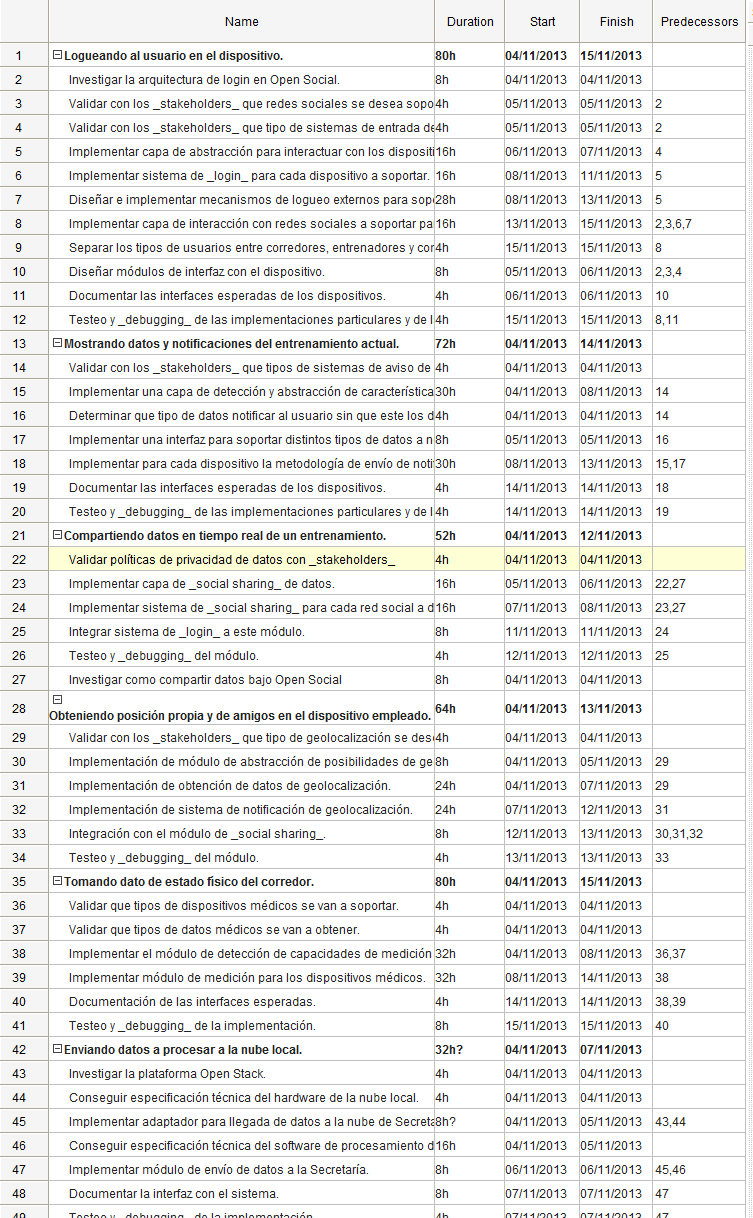 Name Duration Start Finish Predecessors
1 Logueando al usuario en el dispositivo. 80h 04/11/2013 15/11/2013
2 Investigar la arquitectura de login en Open Social. 8h 04/11/2013 04/11/2013
3 Validar con los _stakeholders_ que redes sociales se desea sopo 4h 05/11/2013 05/11/2013 2
4 Validar con los _stakeholders_ que tipo de sistemas de entrada de 4h 05/11/2013 05/11/2013 2
5 Implementar capa de abstracción para interactuar con los dispositi 16h 06/11/2013 07/11/2013 4
6 Implementar sistema de _login_ para cada dispositivo a soportar. 16h 08/11/2013 11/11/2013 5
7 Diseñar e implementar mecanismos de logueo externos para sop 28h 08/11/2013 13/11/2013 5
8 Implementar capa de interacción con redes sociales a soportar pa 16h 13/11/2013 15/11/2013 2,3,6,7
9 Separar los tipos de usuarios entre corredores, entrenadores y cor 4h 15/11/2013 15/11/2013 8
10 Diseñar módulos de interfaz con el dispositivo. 8h 05/11/2013 06/11/2013 2,3,4
11 Documentar las interfaces esperadas de los dispositivos. 4h 06/11/2013 06/11/2013 10
12 Testeo y _debugging_ de las implementaciones particulares y de l 4h 15/11/2013 15/11/2013 8,11
13 Mostrando datos y notificaciones del entrenamiento actual. 72h 04/11/2013 14/11/2013
14 Validar con los _stakeholders_ que tipos de sistemas de aviso de 4h 04/11/2013 04/11/2013
15 Implementar una capa de detección y abstracción de característica 30h 04/11/2013 08/11/2013 14
16 Determinar que tipo de datos notificar al usuario sin que este los d 4h 04/11/2013 04/11/2013 14
17 Implementar una interfaz para soportar distintos tipos de datos a n 8h 05/11/2013 05/11/2013 16
18 Implementar para cada dispositivo la metodología de envío de noti 30h 08/11/2013 13/11/2013 15,17
19 Documentar las interfaces esperadas de los dispositivos. 4h 14/11/2013 14/11/2013 18
20 Testeo y _debugging_ de las implementaciones particulares y de l 4h 14/11/2013 14/11/2013 19
21 Compartiendo datos en tiempo real de un entrenamiento. 52h 04/11/2013 12/11/2013
22 Validar políticas de privacidad de datos con _stakeholders_ 4h 04/11/2013 04/11/2013
23 Implementar capa de _social sharing_ de datos. 16h 05/11/2013 06/11/2013 22,27
24 Implementar sistema de _social sharing_ para cada red social a d 16h 07/11/2013 08/11/2013 23,27
25 Integrar sistema de _login_ a este módulo. 8h 11/11/2013 11/11/2013 24
26 Testeo y _debugging_ del módulo. 4h 12/11/2013 12/11/2013 25
27 Investigar como compartir datos bajo Open Social 8h 04/11/2013 04/11/2013
28 Obteniendo posición propia y de amigos en el dispositivo empleado. 64h 04/11/2013 13/11/2013
29 Validar con los _stakeholders_ que tipo de geolocalización se des 4h 04/11/2013 04/11/2013
30 Implementación de módulo de abstracción de posibilidades de ge 8h 04/11/2013 05/11/2013 29
31 Implementación de obtención de datos de geolocalización. 24h 04/11/2013 07/11/2013 29
32 Implementación de sistema de notificación de geolocalización. 24h 07/11/2013 12/11/2013 31
33 Integración con el módulo de _social sharing_. 8h 12/11/2013 13/11/2013 30,31,32
34 Testeo y _debugging_ del módulo. 4h 13/11/2013 13/11/2013 33
35 Tomando dato de estado físico del corredor. 80h 04/11/2013 15/11/2013
36 Validar que tipos de dispositivos médicos se van a soportar. 4h 04/11/2013 04/11/2013
37 Validar que tipos de datos médicos se van a obtener. 4h 04/11/2013 04/11/2013
38 Implementar el módulo de detección de capacidades de medición 32h 04/11/2013 08/11/2013 36,37
39 Implementar módulo de medición para los dispositivos médicos. 32h 08/11/2013 14/11/2013 38
40 Documentación de las interfaces esperadas. 4h 14/11/2013 14/11/2013 38,39
41 Testeo y _debugging_ de la implementación. 8h 15/11/2013 15/11/2013 40
42 Enviando datos a procesar a la nube local. 32h? 04/11/2013 07/11/2013
43 Investigar la plataforma Open Stack. 4h 04/11/2013 04/11/2013
44 Conseguir especificación técnica del hardware de la nube local. 4h 04/11/2013 04/11/2013
45 Implementar adaptador para llegada de datos a la nube de Secreta 8h? 04/11/2013 05/11/2013 43,44
46 Conseguir especificación técnica del software de procesamiento d 16h 04/11/2013 05/11/2013
47 Implementar módulo de envío de datos a la Secretaría. 8h 06/11/2013 06/11/2013 45,46
48 Documentar la interfaz con el sistema. 8h 07/11/2013 07/11/2013 47
49 Testeo y _debugging_ de la implementación 4h 07/11/2013 07/11/2013 47